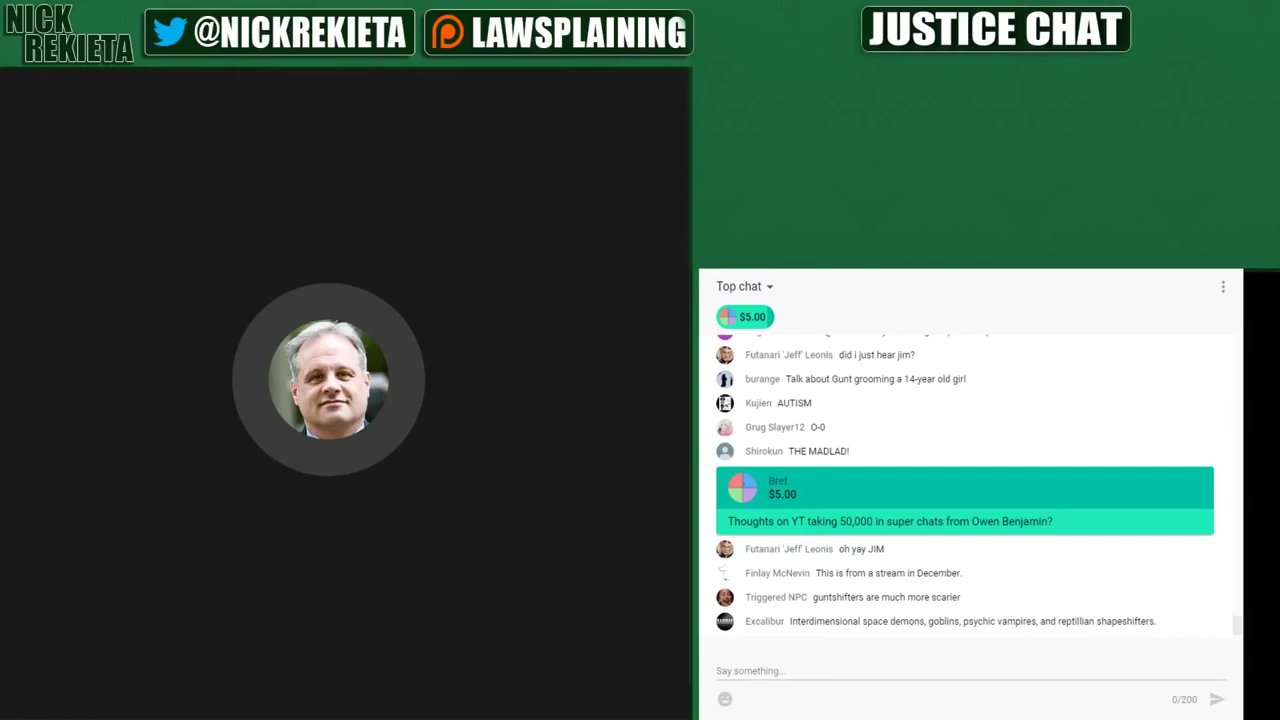 NICK
REKIETA
@NICKREKIETA
LAWSPLAINING
JUSTICE CHAT
Top chat
$5.00
Futanari 'Jeff' Leonis did i just hear jim?
burange Talk about Gunt grooming a 14-year old girl
Kujien AUTISM
Grug Slayer12 O-0
Shirokun THE MADLAD!
Bret
$5.00
Thoughts on YT taking 50,000 in super chats from Owen Benjamin?
Futanari 'Jeff' Leonis oh yay JIM
Finlay McNevin This is from a stream in December.
Triggered NPC guntshifters are much more scarier
Excalibur Interdimensional space demons, goblins, psychic vampires, and reptillian shapeshifters.
Say something...
0/200